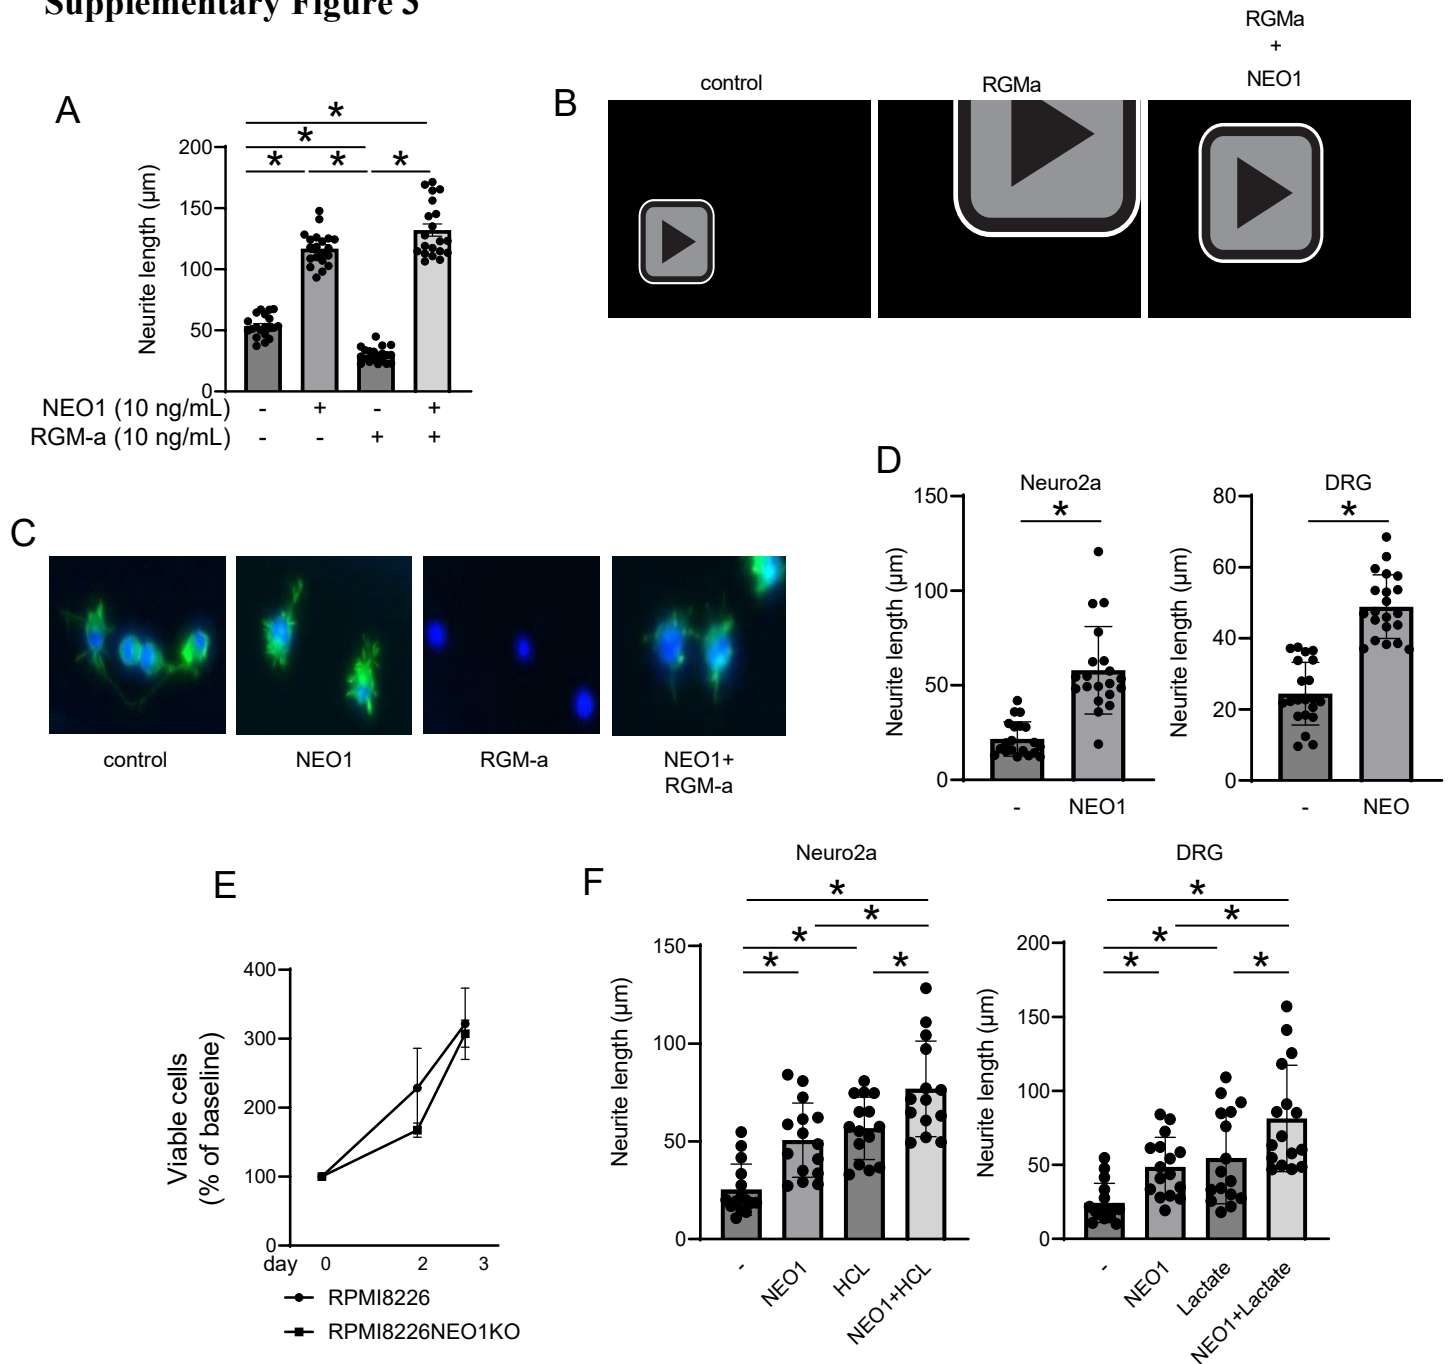 Supplementary Figure 3
A
*
*
* * *
Neurite length (µm)
200
150
100
50
0
NEO1 (10 ng/mL) - + - +
RGM-a (10 ng/mL) - - + +
B
control
RGMa
RGMa
+
NEO1
C
control
NEO1
RGM-a
NEO1+
RGM-a
D
Neuro2a
*
Neurite length (µm)
150
100
50
0
- NEO1
DRG
*
Neurite length (µm)
80
60
40
20
0
- NEO
E
Viable cells
(% of baseline)
400
300
200
100
0
day 0 2 3
RPMI8226
RPMI8226NEO1KO
F
Neuro2a
*
*
*
* *
Neurite length (µm)
150
100
50
0
-
NEO1
HCL
NEO1+HCL
DRG
*
*
*
* *
Neurite length (µm)
200
150
100
50
0
-
NEO1
Lactate
NEO1+Lactate